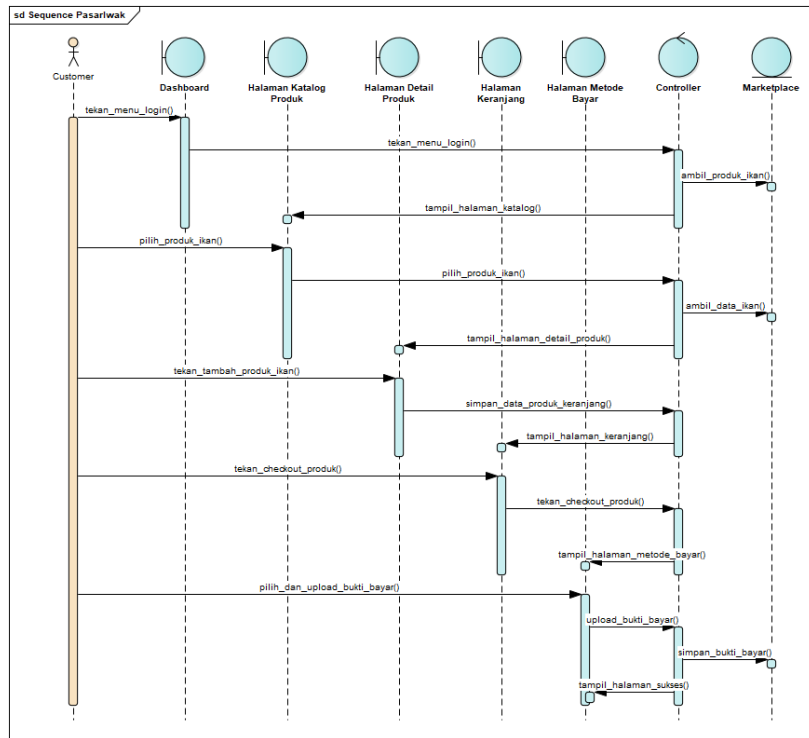 sd Sequence Pasarlwak
Customer
Dashboard
Halaman Katalog
Produk
Halaman Detail
Produk
Halaman
Keranjang
Halaman Metode
Bayar
Controller
Marketplace
tekan_menu_login()
tekan_menu_login()
ambil_produk_ikan()
tampil_halaman_katalog()
pilih_produk_ikan()
pilih_produk_ikan()
ambil_data_ikan()
tampil_halaman_detail_produk()
tekan_tambah_produk_ikan()
simpan_data_produk_keranjang()
tampil_halaman_keranjang()
tekan_checkout_produk()
tekan_checkout_produk()
tampil_halaman_metode_bayar()
pilih_dan_upload_bukti_bayar()
upload_bukti_bayar()
simpan_bukti_bayar()
tampil_halaman_sukses()